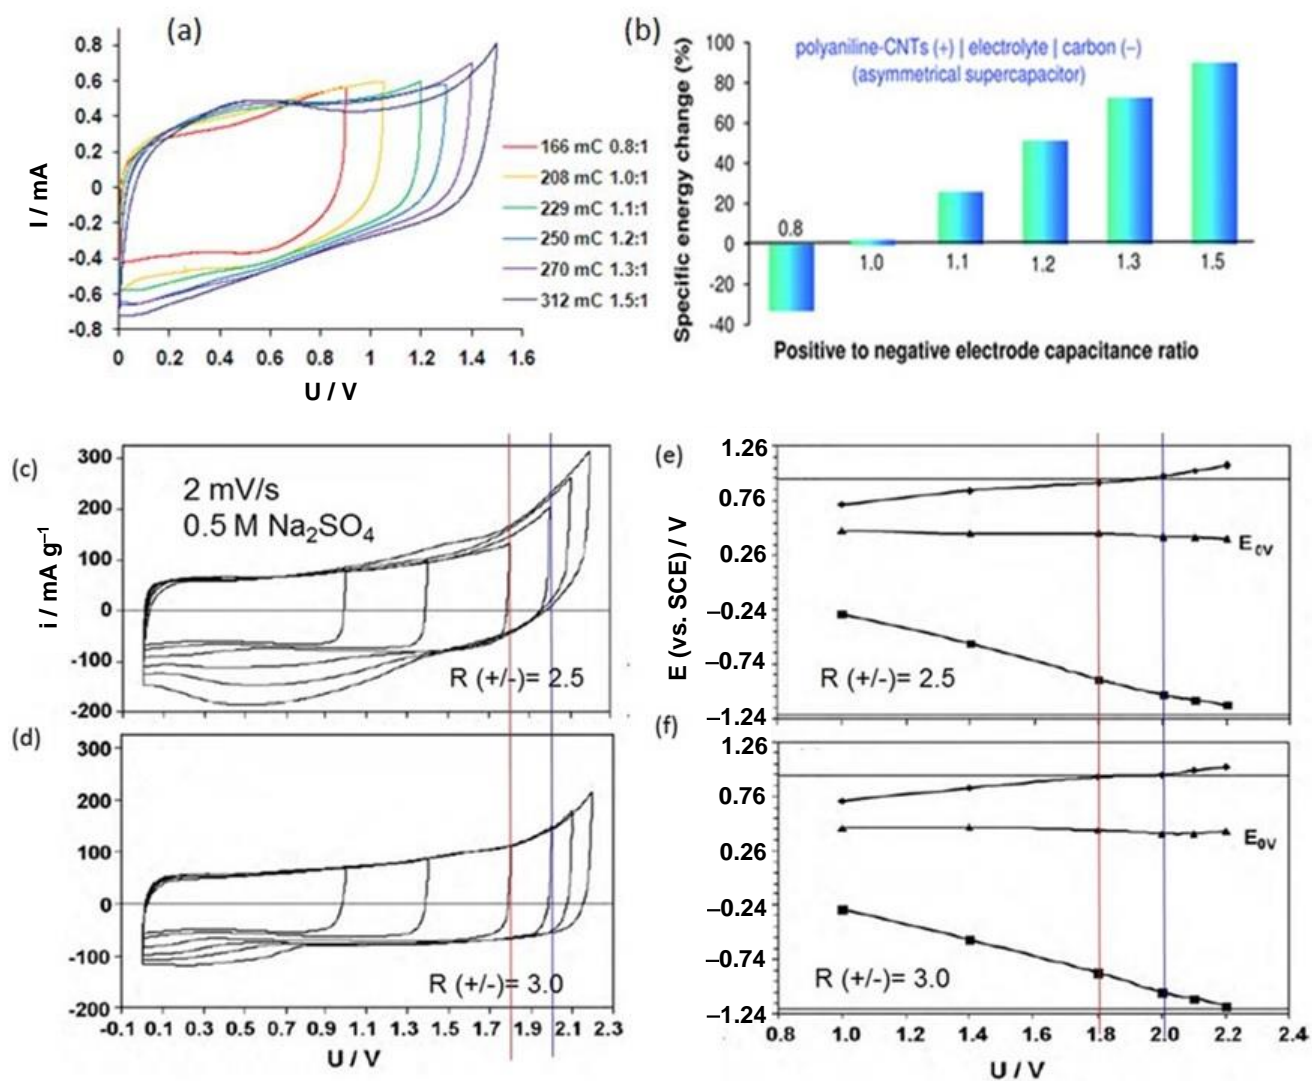 (a)
0.8
0.6
0.4
0.2
0
-0.2
-0.4
-0.6
-0.8
I / mA
0 0.2 0.4 0.6 0.8 1 1.2 1.4 1.6
U / V
166 mC 0.8:1
208 mC 1.0:1
229 mC 1.1:1
250 mC 1.2:1
270 mC 1.3:1
312 mC 1.5:1
(b)
polyaniline-CNTs (+) | electrolyte | carbon (–)
(asymmetrical supercapacitor)
Specific energy change (%)
100
80
60
40
20
0
-20
-40
0.8
1.0 1.1 1.2 1.3 1.5
Positive to negative electrode capacitance ratio
(c)
300
200
100
0
-100
-200
i / mA g–1
2 mV/s
0.5 M Na2SO4
R (+/-)= 2.5
(d)
300
200
100
0
-100
-200
R (+/-)= 3.0
-0.1 0.1 0.3 0.5 0.7 0.9 1.1 1.3 1.5 1.7 1.9 2.1 2.3
U / V
(e)
1.26
0.76
0.26
–0.24
–0.74
–1.24
E (vs. SCE) / V
E0V
R (+/-)= 2.5
(f)
1.26
0.76
0.26
–0.24
–0.74
–1.24
E0V
R (+/-)= 3.0
0.8 1.0 1.2 1.4 1.6 1.8 2.0 2.2 2.4
U / V